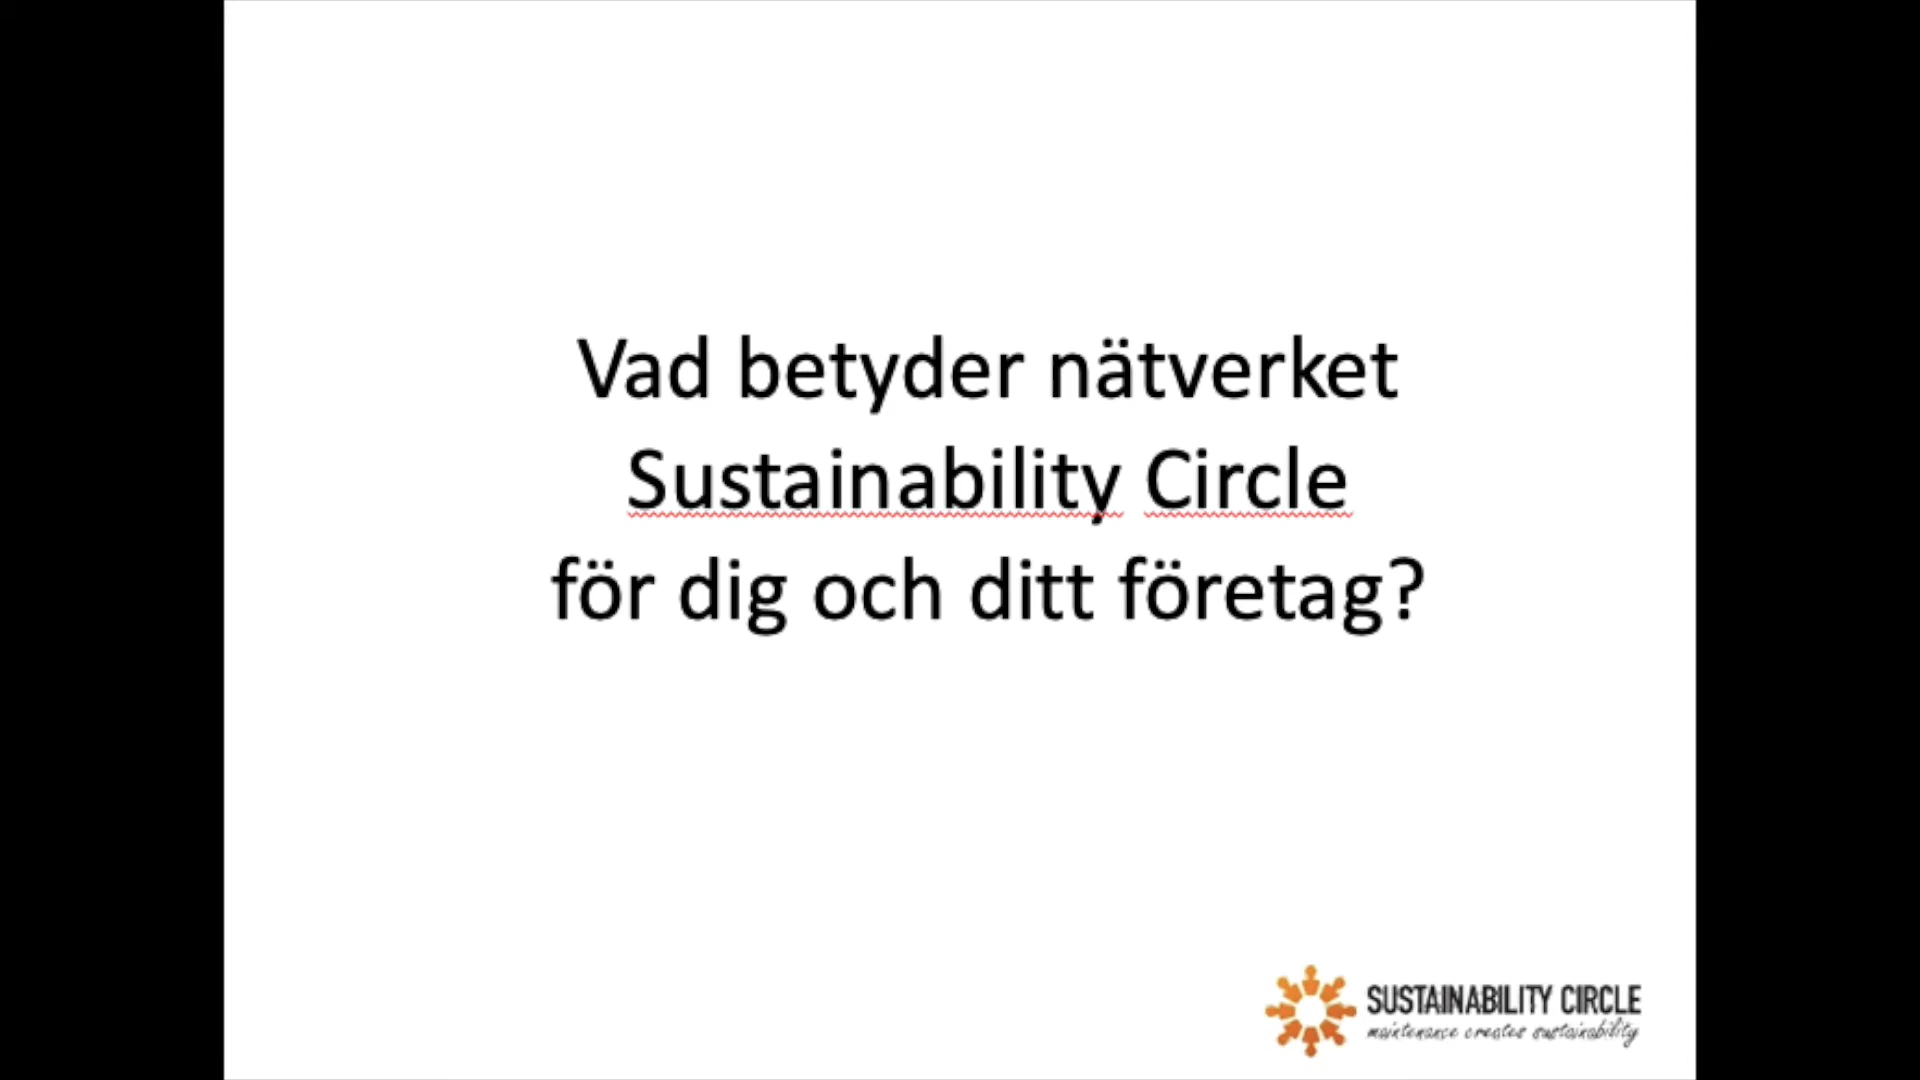 Vad betyder nätverket
Sustainability Circle
för dig och ditt företag?
SUSTAINABILITY CIRCLE
maintenance creates sustainability